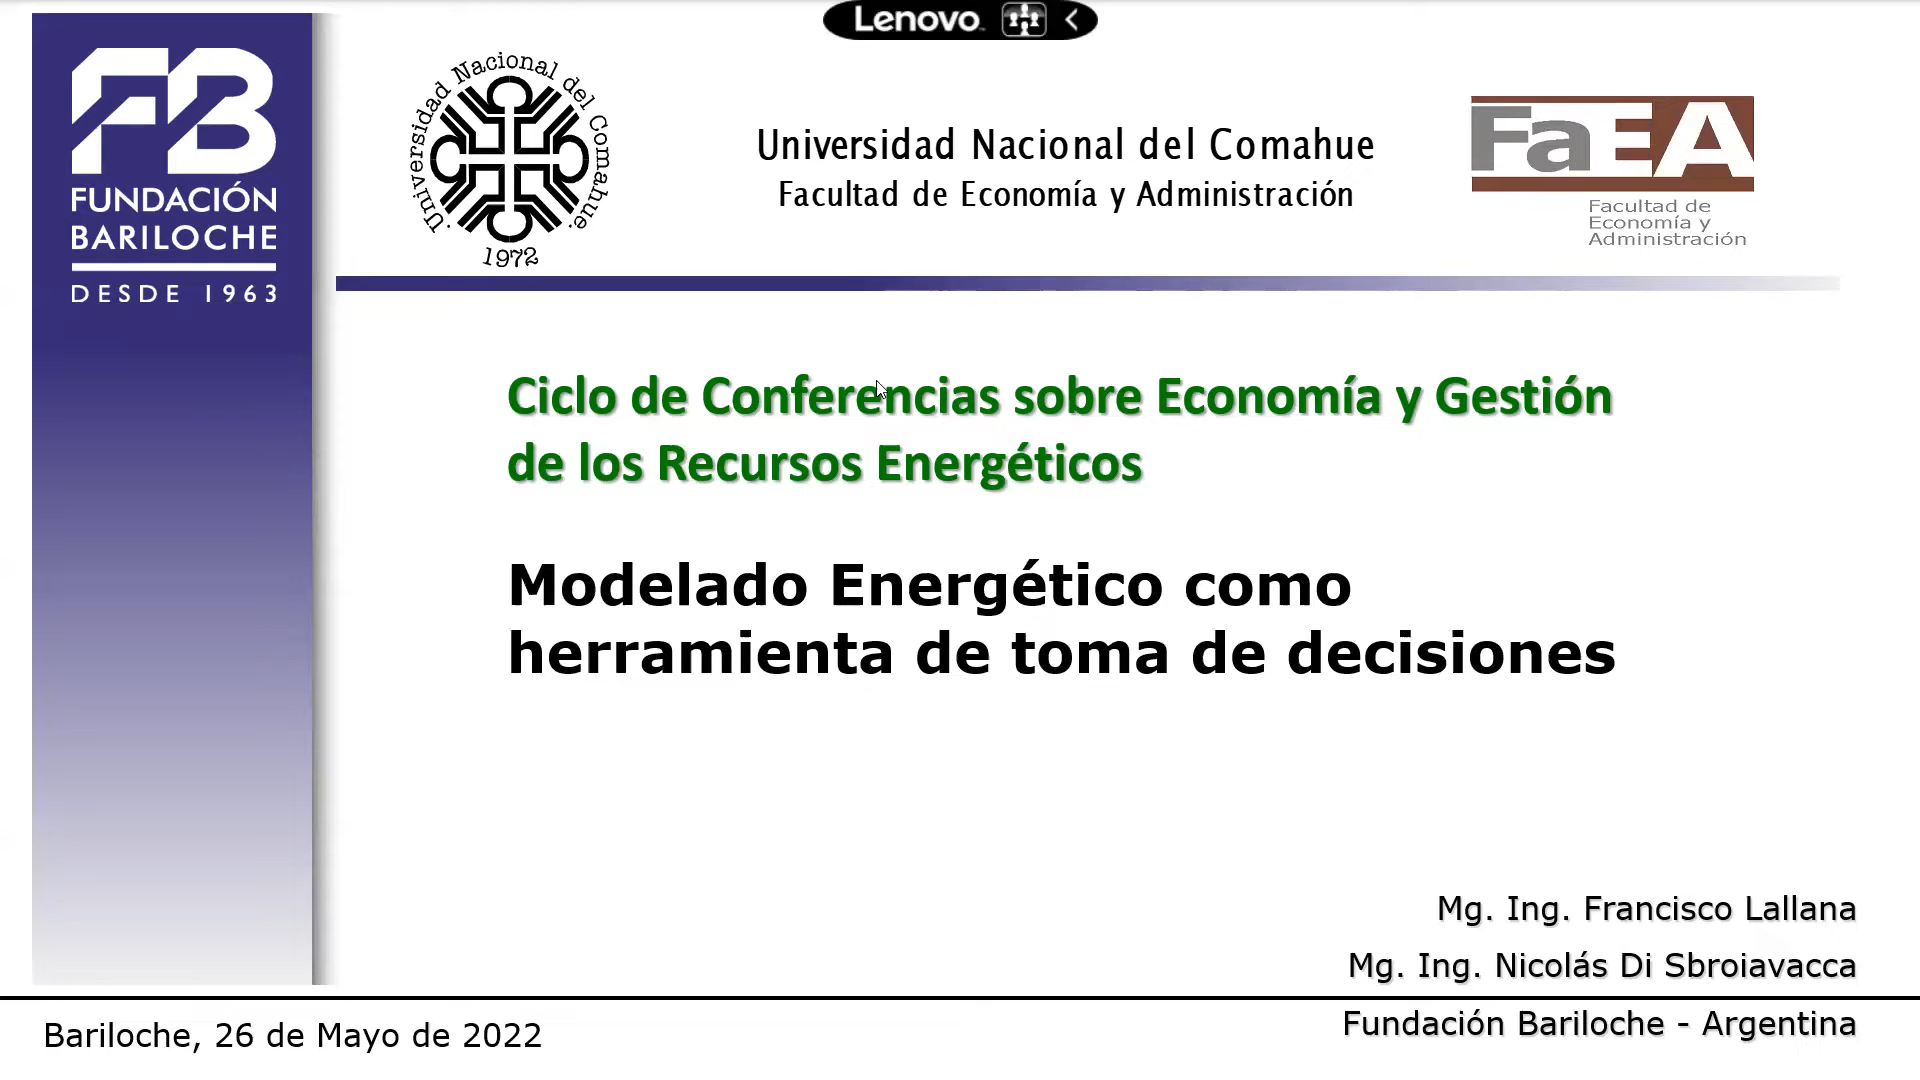 Lenovo
FB
FUNDACIÓN
BARILOCHE
DESDE 1963
Universidad Nacional del Comahue
1972
Universidad Nacional del Comahue
Facultad de Economía y Administración
FaEA
Facultad de
Economía y
Administración
Ciclo de Conferencias sobre Economía y Gestión
de los Recursos Energéticos
Modelado Energético como
herramienta de toma de decisiones
Mg. Ing. Francisco Lallana
Mg. Ing. Nicolás Di Sbroiavacca
Fundación Bariloche - Argentina
Bariloche, 26 de Mayo de 2022